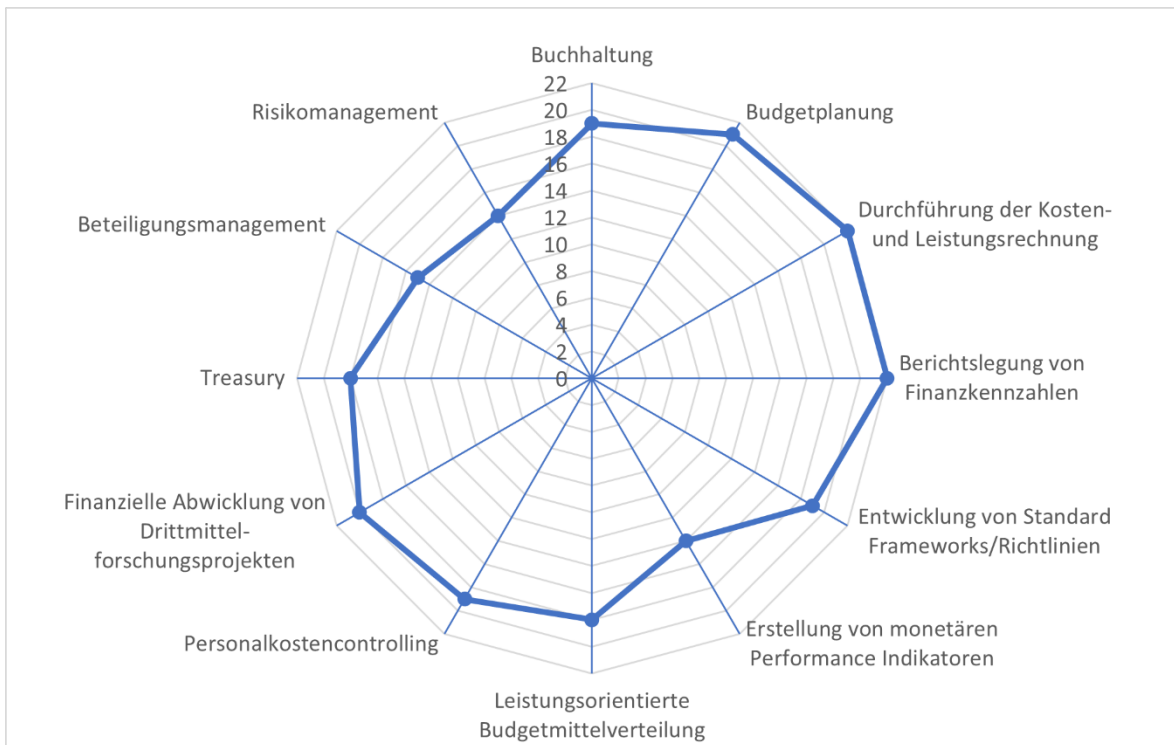 Buchhaltung
Budgetplanung
Durchführung der Kosten-
und Leistungsrechnung
Berichtslegung von
Finanzkennzahlen
Entwicklung von Standard
Frameworks/Richtlinien
Erstellung von monetären
Performance Indikatoren
Leistungsorientierte
Budgetmittelverteilung
Personalkostencontrolling
Finanzielle Abwicklung von
Drittmittel-
forschungsprojekten
Treasury
Beteiligungsmanagement
Risikomanagement
22
20
18
16
14
12
10
8
6
4
2
0